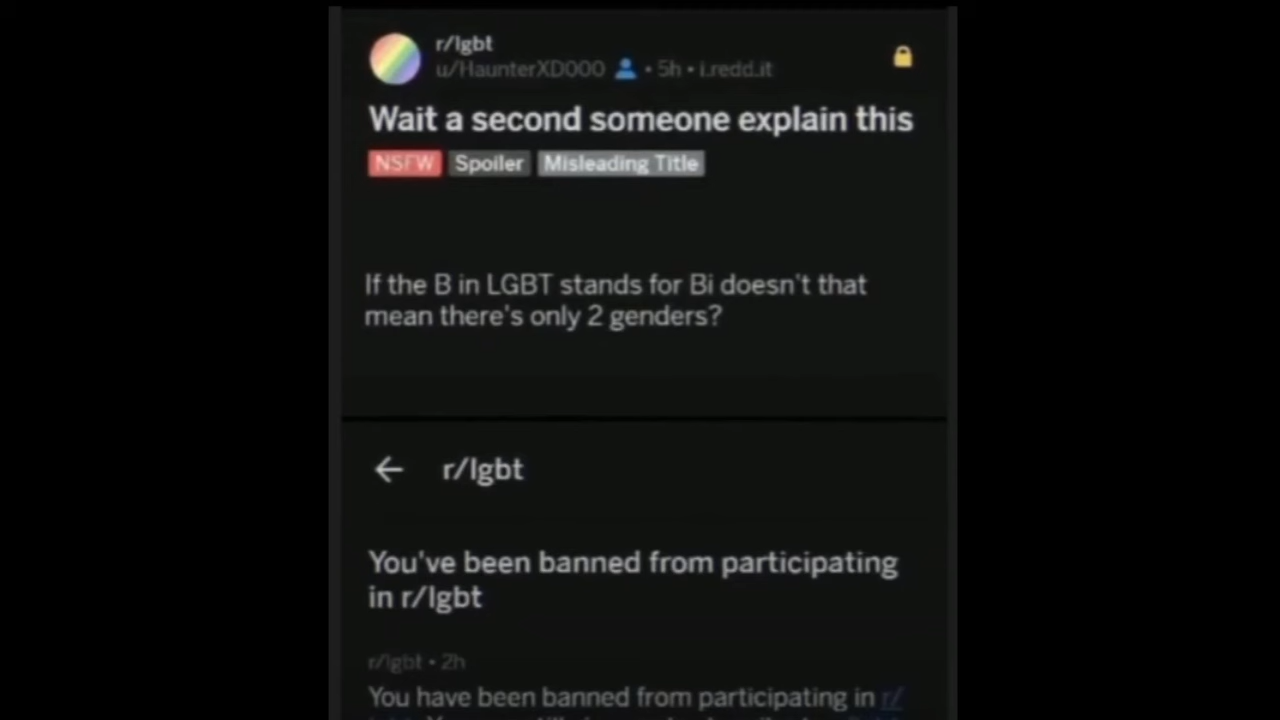 r/lgbt
u/HaunterXD000 • 5h • i.redd.it
Wait a second someone explain this
NSFW Spoiler Misleading Title
If the B in LGBT stands for Bi doesn't that
mean there's only 2 genders?
r/lgbt
You've been banned from participating
in r/lgbt
r/lgbt • 2h
You have been banned from participating in r/